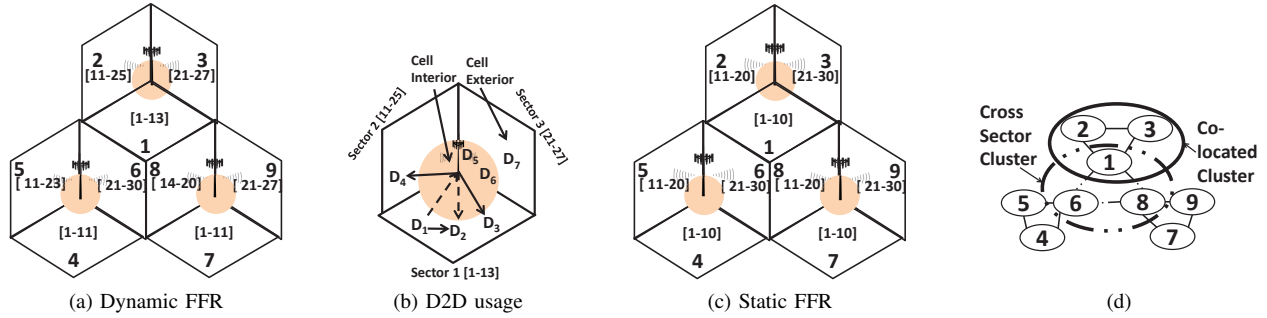 2
3
[11-25]
[21-27]
[1-13]
1
5
6
8
9
[ 11-23]
[ 21-30]
[ 14-20]
[ 21-27]
[1-11]
[1-11]
4
7
(a) Dynamic FFR
Cell
Interior
Cell
Exterior
Sector 2 [11-25]
Sector 3 [21-27]
D5
D7
D4
D6
D1
D2
D3
Sector 1 [1-13]
(b) D2D usage
2
3
[11-20]
[21-30]
[1-10]
1
5
6
8
9
[ 11-20]
[ 21-30]
[11-20]
[ 21-30]
[1-10]
[1-10]
4
7
(c) Static FFR
Cross
Sector
Cluster
Co-
located
Cluster
2
3
1
5
6
8
9
4
7
(d)